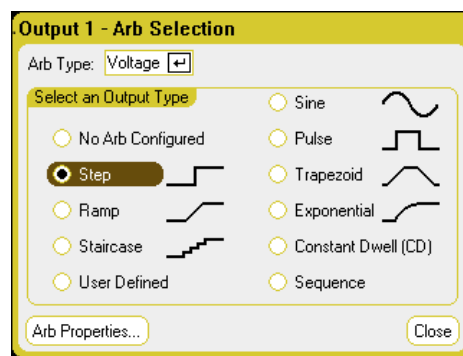 Output 1 - Arb Selection
Arb Type: Voltage
Select an Output Type
No Arb Configured
Step
Ramp
Staircase
User Defined
Sine
Pulse
Trapezoid
Exponential
Constant Dwell (CD)
Sequence
Arb Properties...
Close